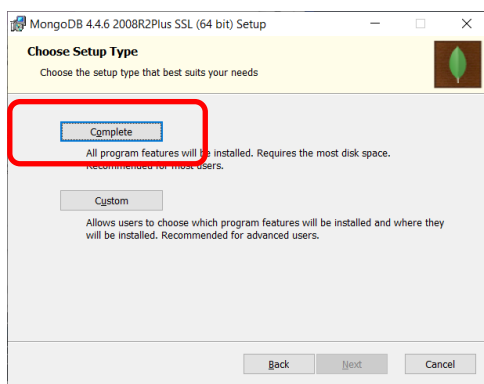 MongoDB 4.4.6 2008R2Plus SSL (64 bit) Setup
Choose Setup Type
Choose the setup type that best suits your needs
Complete
All program features will be installed. Requires the most disk space.
Recommended for most users.
Custom
Allows users to choose which program features will be installed and where they
will be installed. Recommended for advanced users.
Back Next Cancel